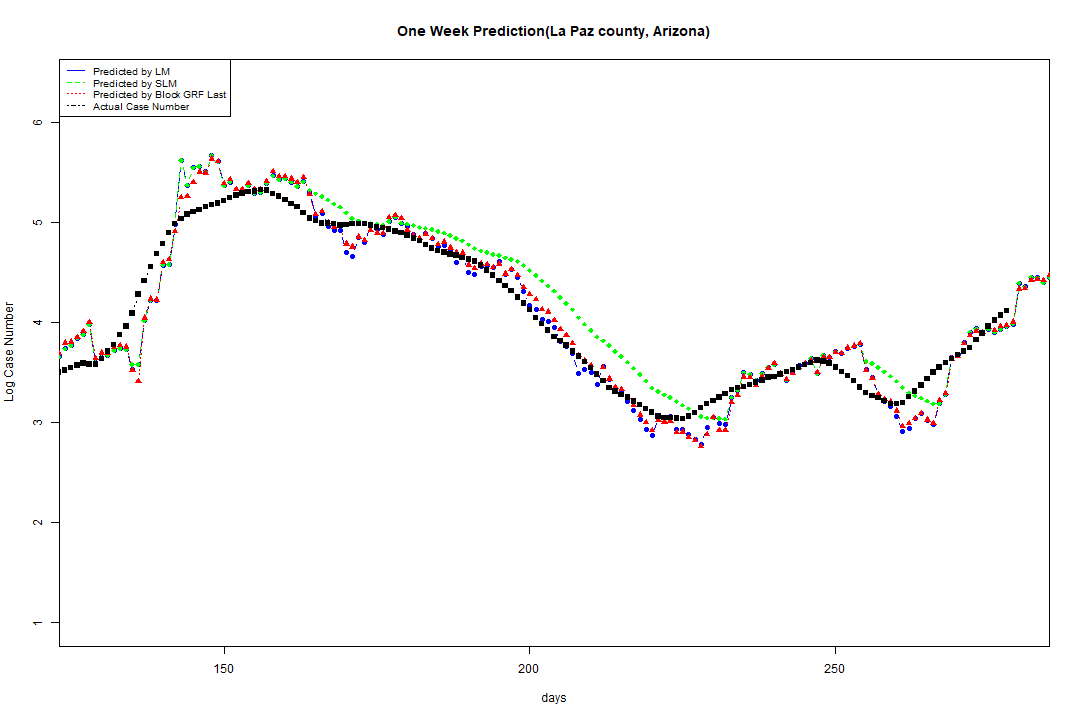 One Week Prediction(La Paz county, Arizona)
Predicted by LM
Predicted by SLM
Predicted by Block GRF Last
Actual Case Number
6
5
4
3
2
1
Log Case Number
150 200 250
days